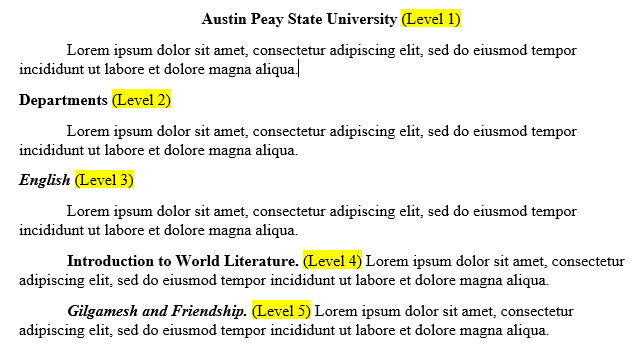 Austin Peay State University (Level 1)
Lorem ipsum dolor sit amet, consectetur adipiscing elit, sed do eiusmod tempor
incididunt ut labore et dolore magna aliqua.
Departments (Level 2)
Lorem ipsum dolor sit amet, consectetur adipiscing elit, sed do eiusmod tempor
incididunt ut labore et dolore magna aliqua.
English (Level 3)
Lorem ipsum dolor sit amet, consectetur adipiscing elit, sed do eiusmod tempor
incididunt ut labore et dolore magna aliqua.
Introduction to World Literature. (Level 4) Lorem ipsum dolor sit amet, consectetur
adipiscing elit, sed do eiusmod tempor incididunt ut labore et dolore magna aliqua.
Gilgamesh and Friendship. (Level 5) Lorem ipsum dolor sit amet, consectetur
adipiscing elit, sed do eiusmod tempor incididunt ut labore et dolore magna aliqua.